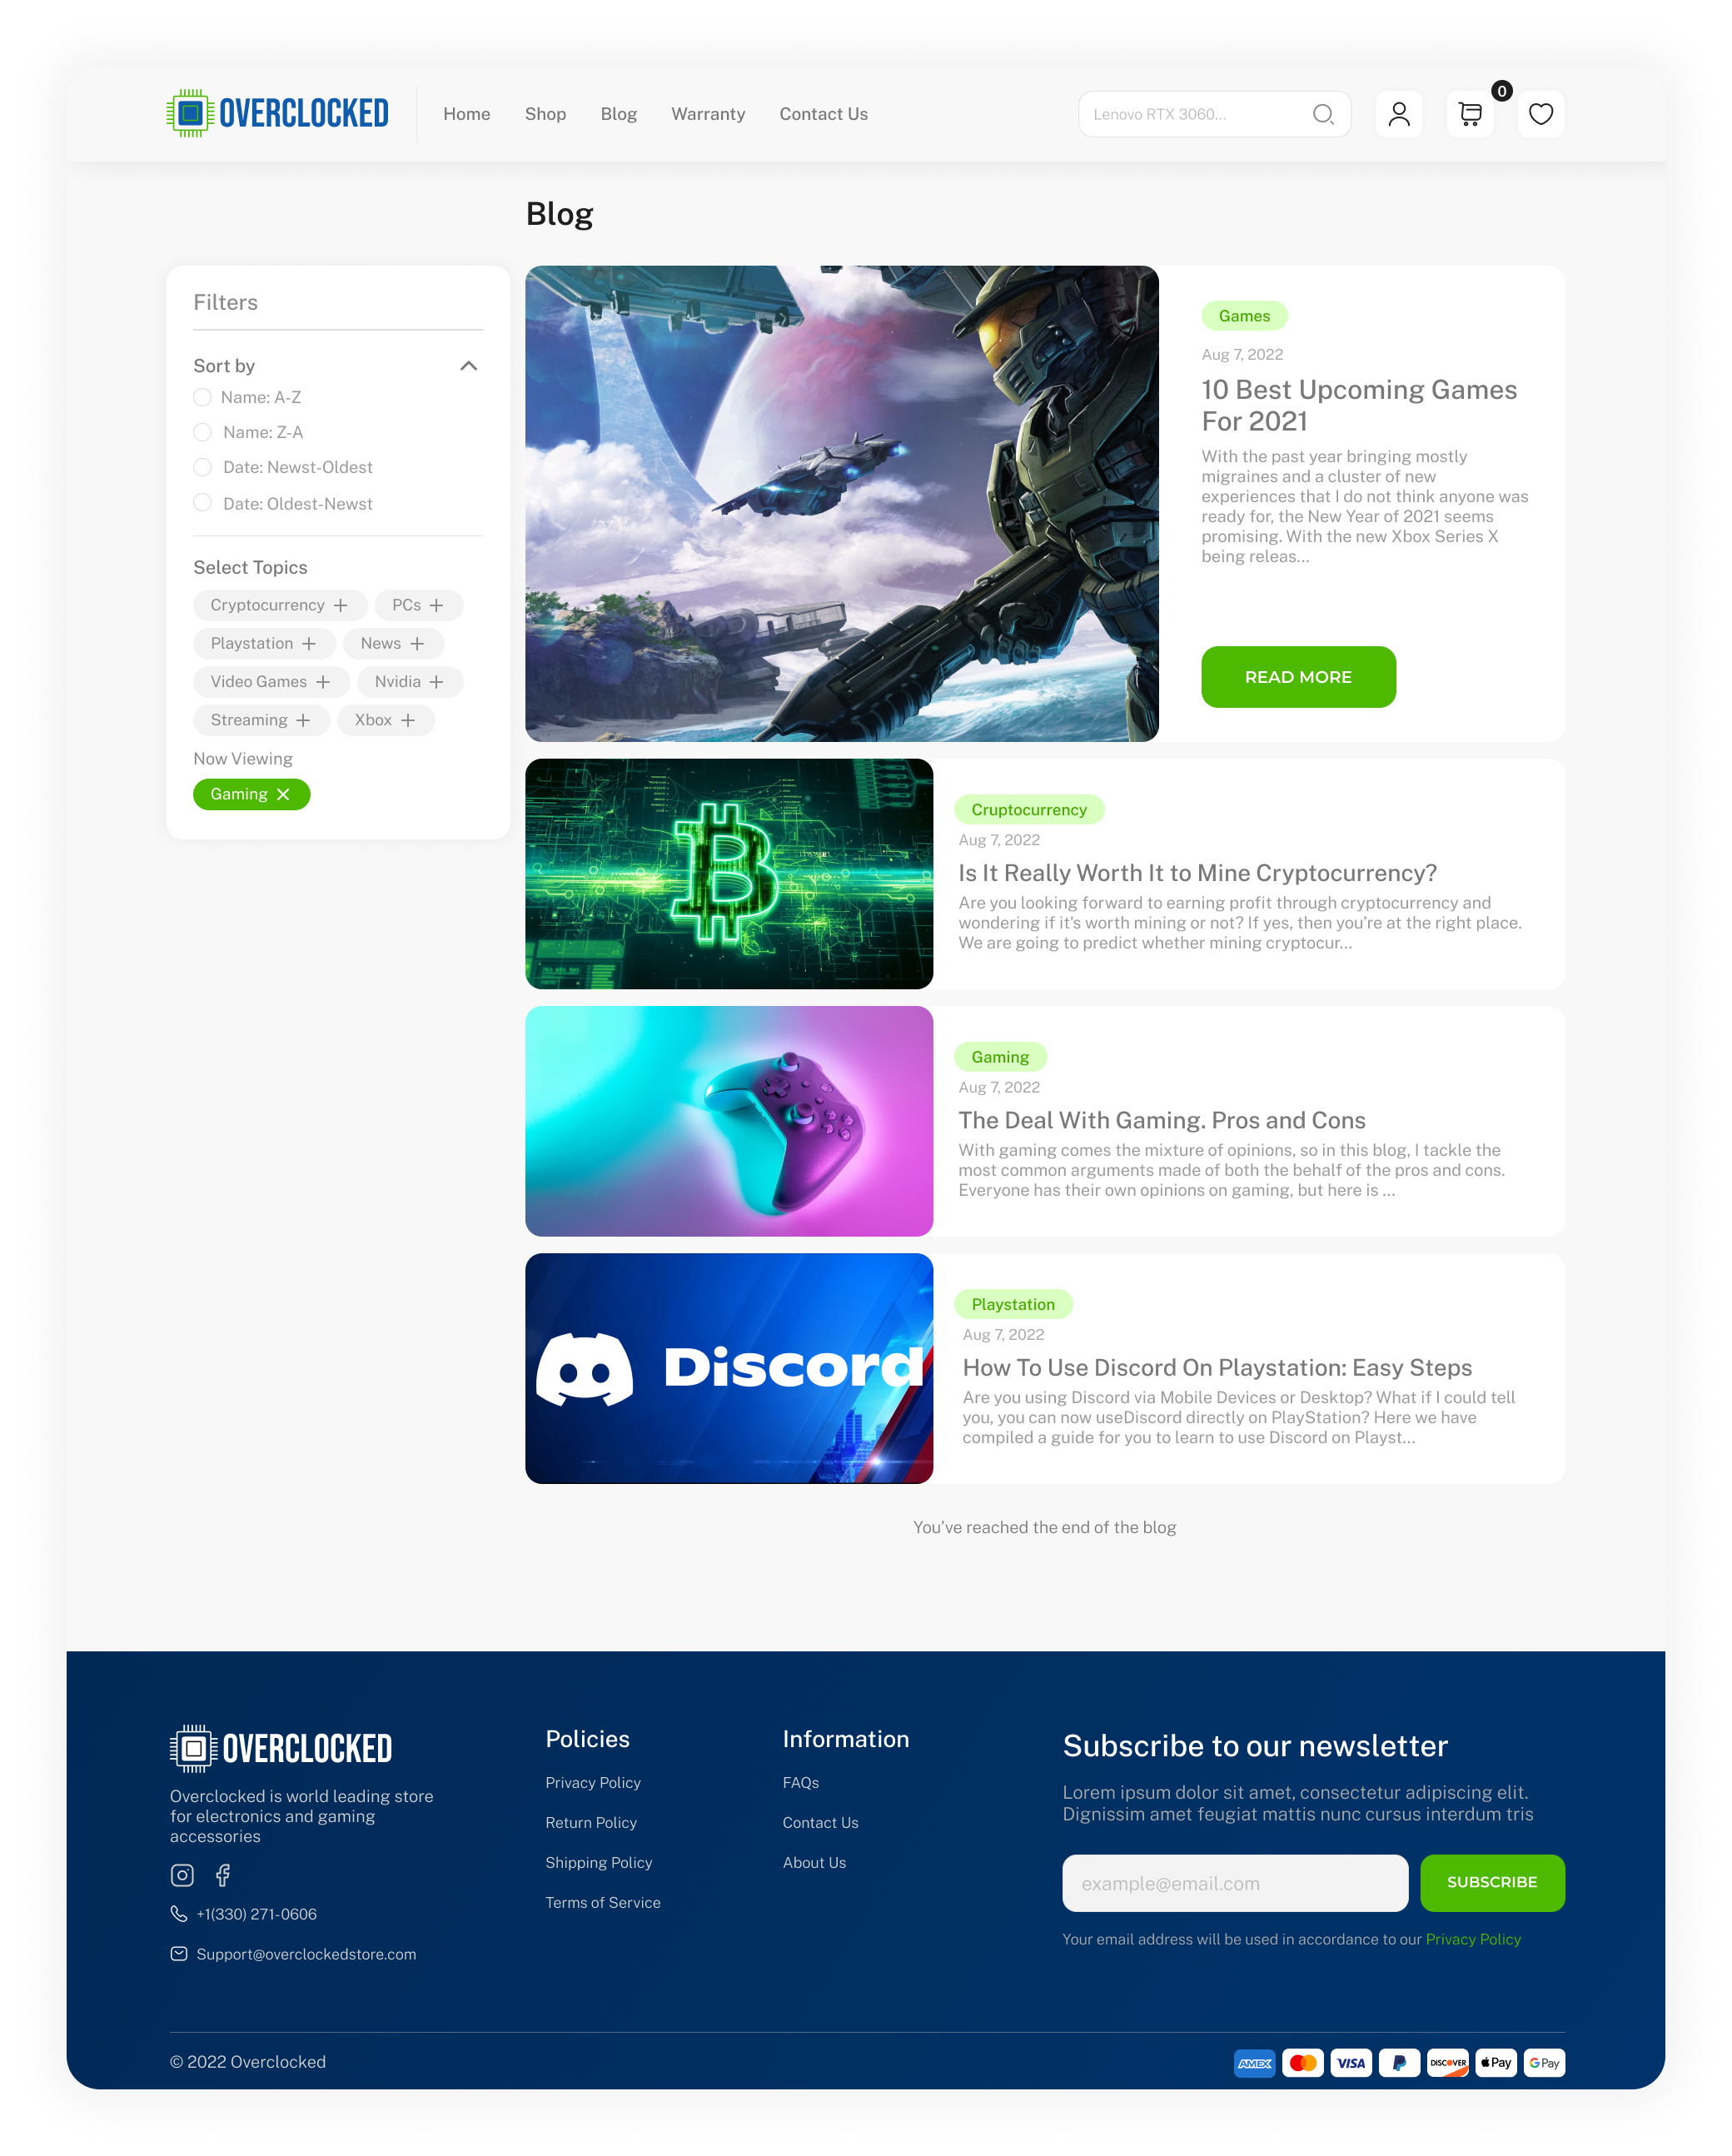 OVERCLOCKED
Home
Shop
Blog
Warranty
Contact Us
Lenovo RTX 3060...
0
Blog
Filters
Sort by
Name: A-Z
Name: Z-A
Date: Newst-Oldest
Date: Oldest-Newst
Select Topics
Cryptocurrency
PCs
Playstation
News
Video Games
Nvidia
Streaming
Xbox
Now Viewing
Gaming
Games
Aug 7, 2022
10 Best Upcoming Games
For 2021
With the past year bringing mostly
migraines and a cluster of new
experiences that I do not think anyone was
ready for, the New Year of 2021 seems
promising. With the new Xbox Series X
being releas...
READ MORE
Cruptocurrency
Aug 7, 2022
Is It Really Worth It to Mine Cryptocurrency?
Are you looking forward to earning profit through cryptocurrency and
wondering if it's worth mining or not? If yes, then you’re at the right place.
We are going to predict whether mining cryptocur...
Gaming
Aug 7, 2022
The Deal With Gaming. Pros and Cons
With gaming comes the mixture of opinions, so in this blog, I tackle the
most common arguments made of both the behalf of the pros and cons.
Everyone has their own opinions on gaming, but here is ...
Discord
Playstation
Aug 7, 2022
How To Use Discord On Playstation: Easy Steps
Are you using Discord via Mobile Devices or Desktop? What if I could tell
you, you can now useDiscord directly on PlayStation? Here we have
compiled a guide for you to learn to use Discord on Playst...
You’ve reached the end of the blog
OVERCLOCKED
Overclocked is world leading store
for electronics and gaming
accessories
+1(330) 271-0606
Support@overclockedstore.com
Policies
Privacy Policy
Return Policy
Shipping Policy
Terms of Service
Information
FAQs
Contact Us
About Us
Subscribe to our newsletter
Lorem ipsum dolor sit amet, consectetur adipiscing elit.
Dignissim amet feugiat mattis nunc cursus interdum tris
example@email.com
SUBSCRIBE
Your email address will be used in accordance to our Privacy Policy
© 2022 Overclocked
AMEX
VISA
DISCOVER
Pay
G Pay